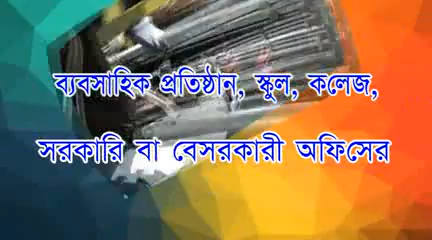 ব্যবসাহিক প্রতিষ্ঠান, স্কুল, কলেজ,
সরকারি বা বেসরকারী অফিসের